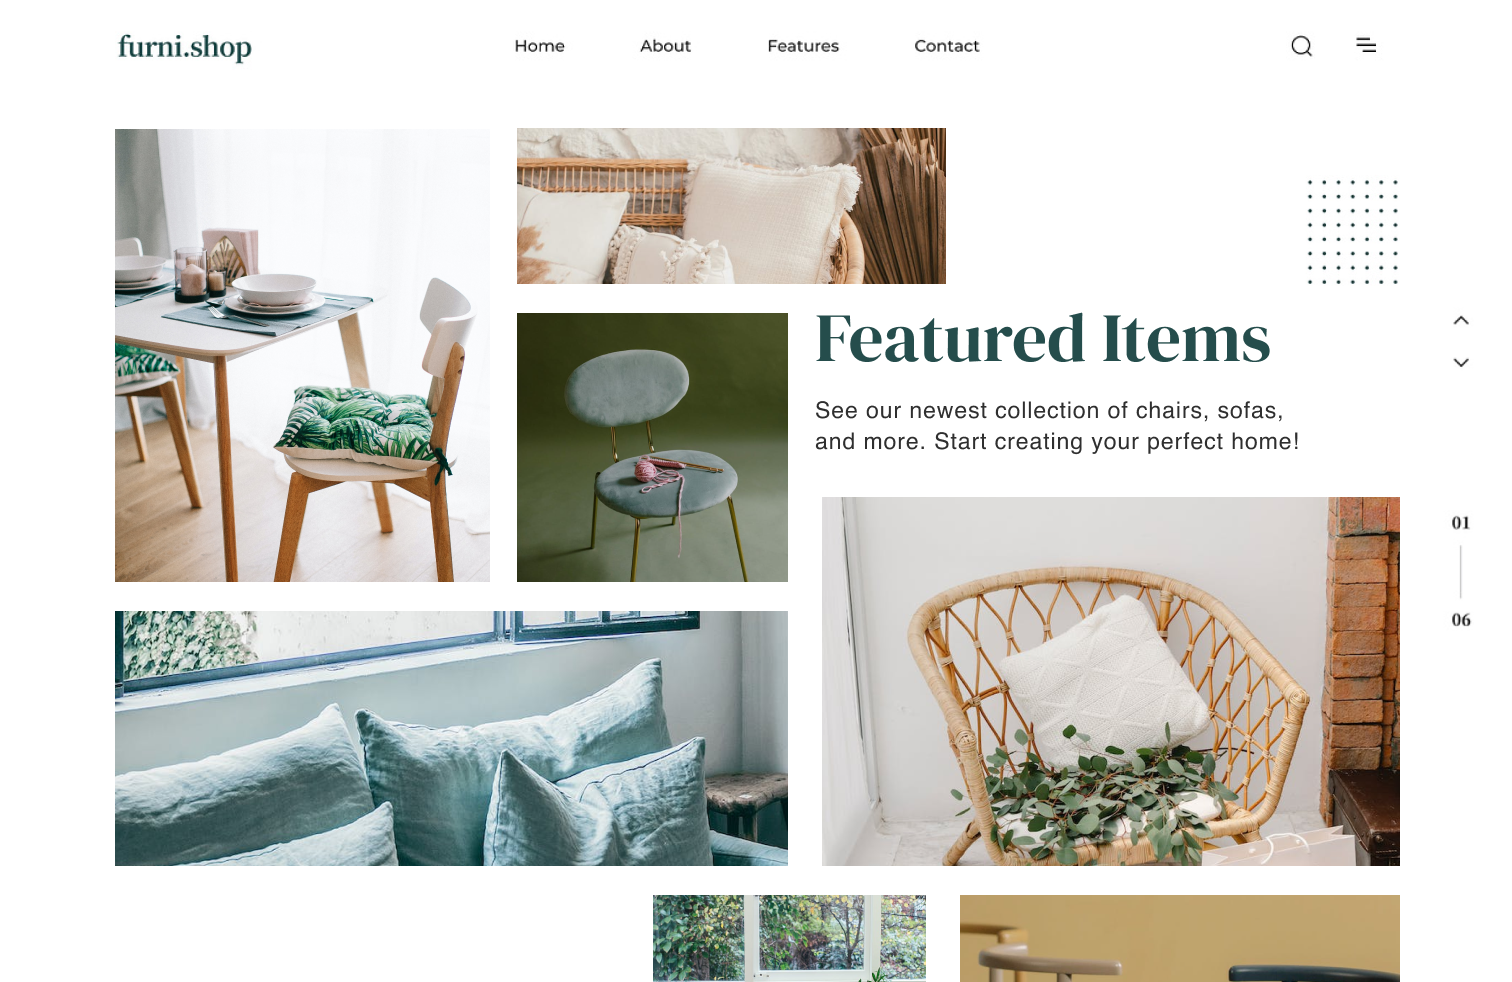 furni.shop
Home
About
Features
Contact
Featured Items
See our newest collection of chairs, sofas,
and more. Start creating your perfect home!
01
06